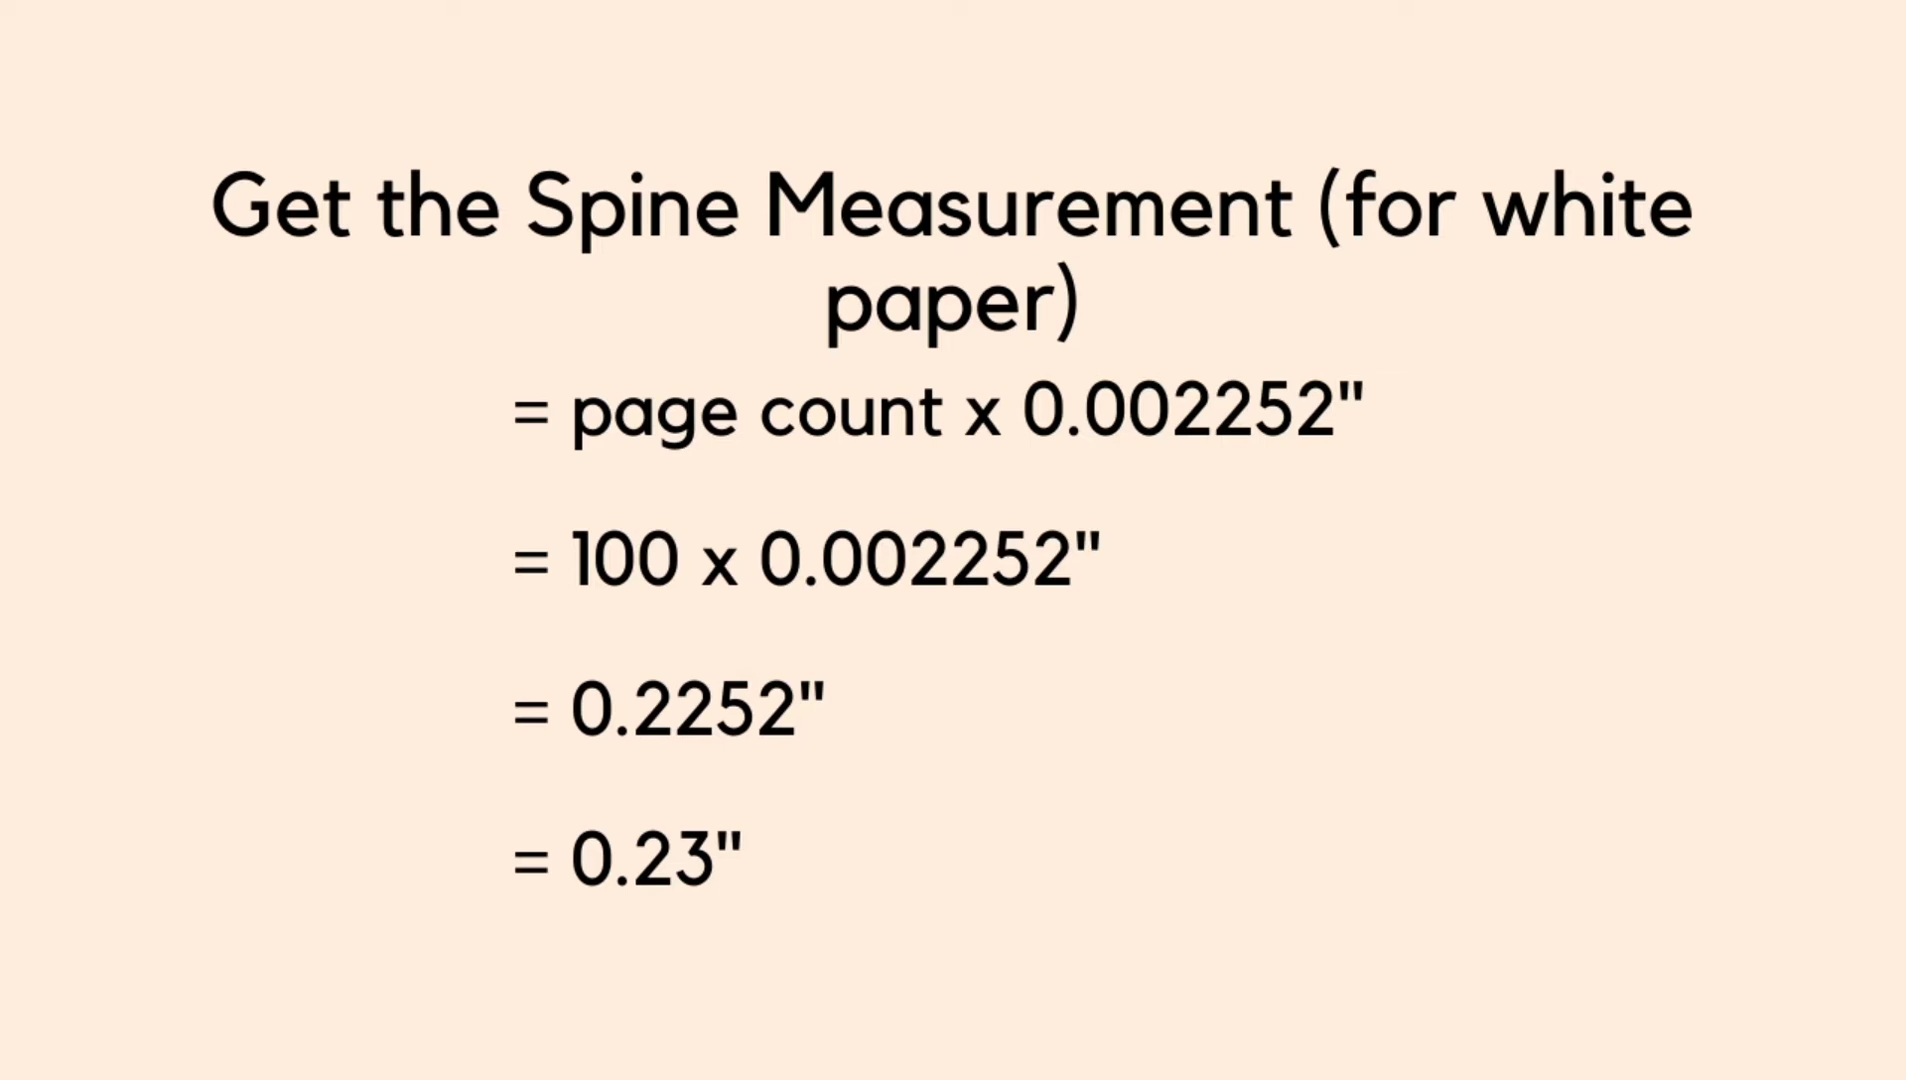 Get the Spine Measurement (for white
paper)
= page count x 0.002252"
= 100 x 0.002252"
= 0.2252"
= 0.23"